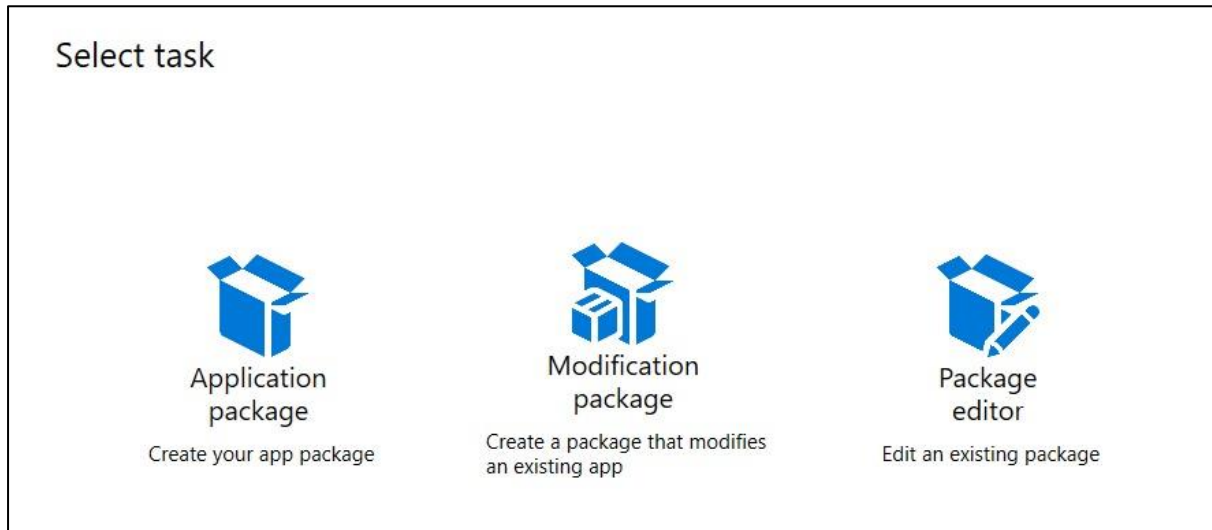 Select task
Application
package
Create your app package
Modification
package
Create a package that modifies
an existing app
Package
editor
Edit an existing package